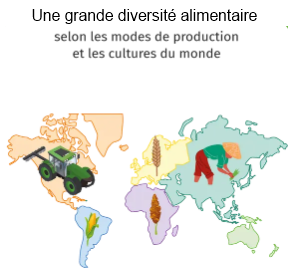 Une grande diversité alimentaire
selon les modes de production
et les cultures du monde